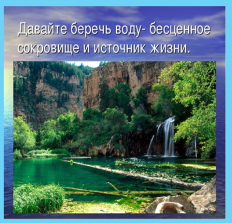 Давайте беречь воду- бесценное
сокровище и источник жизни.